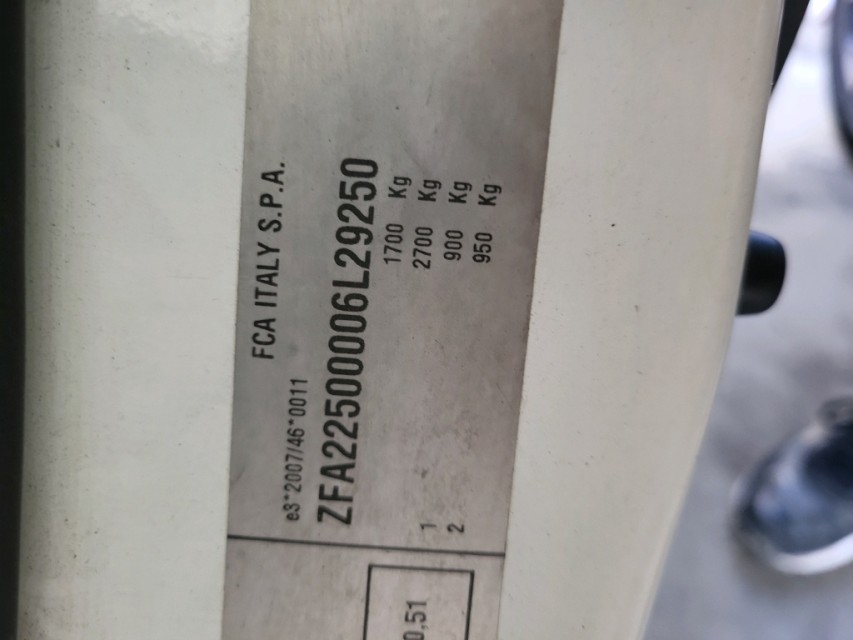 FCA ITALY S.P.A.
e3*2007/46*0011
ZFA22500006L29250
1700 Kg
2700 Kg
1 900 Kg
2 950 Kg
0,51